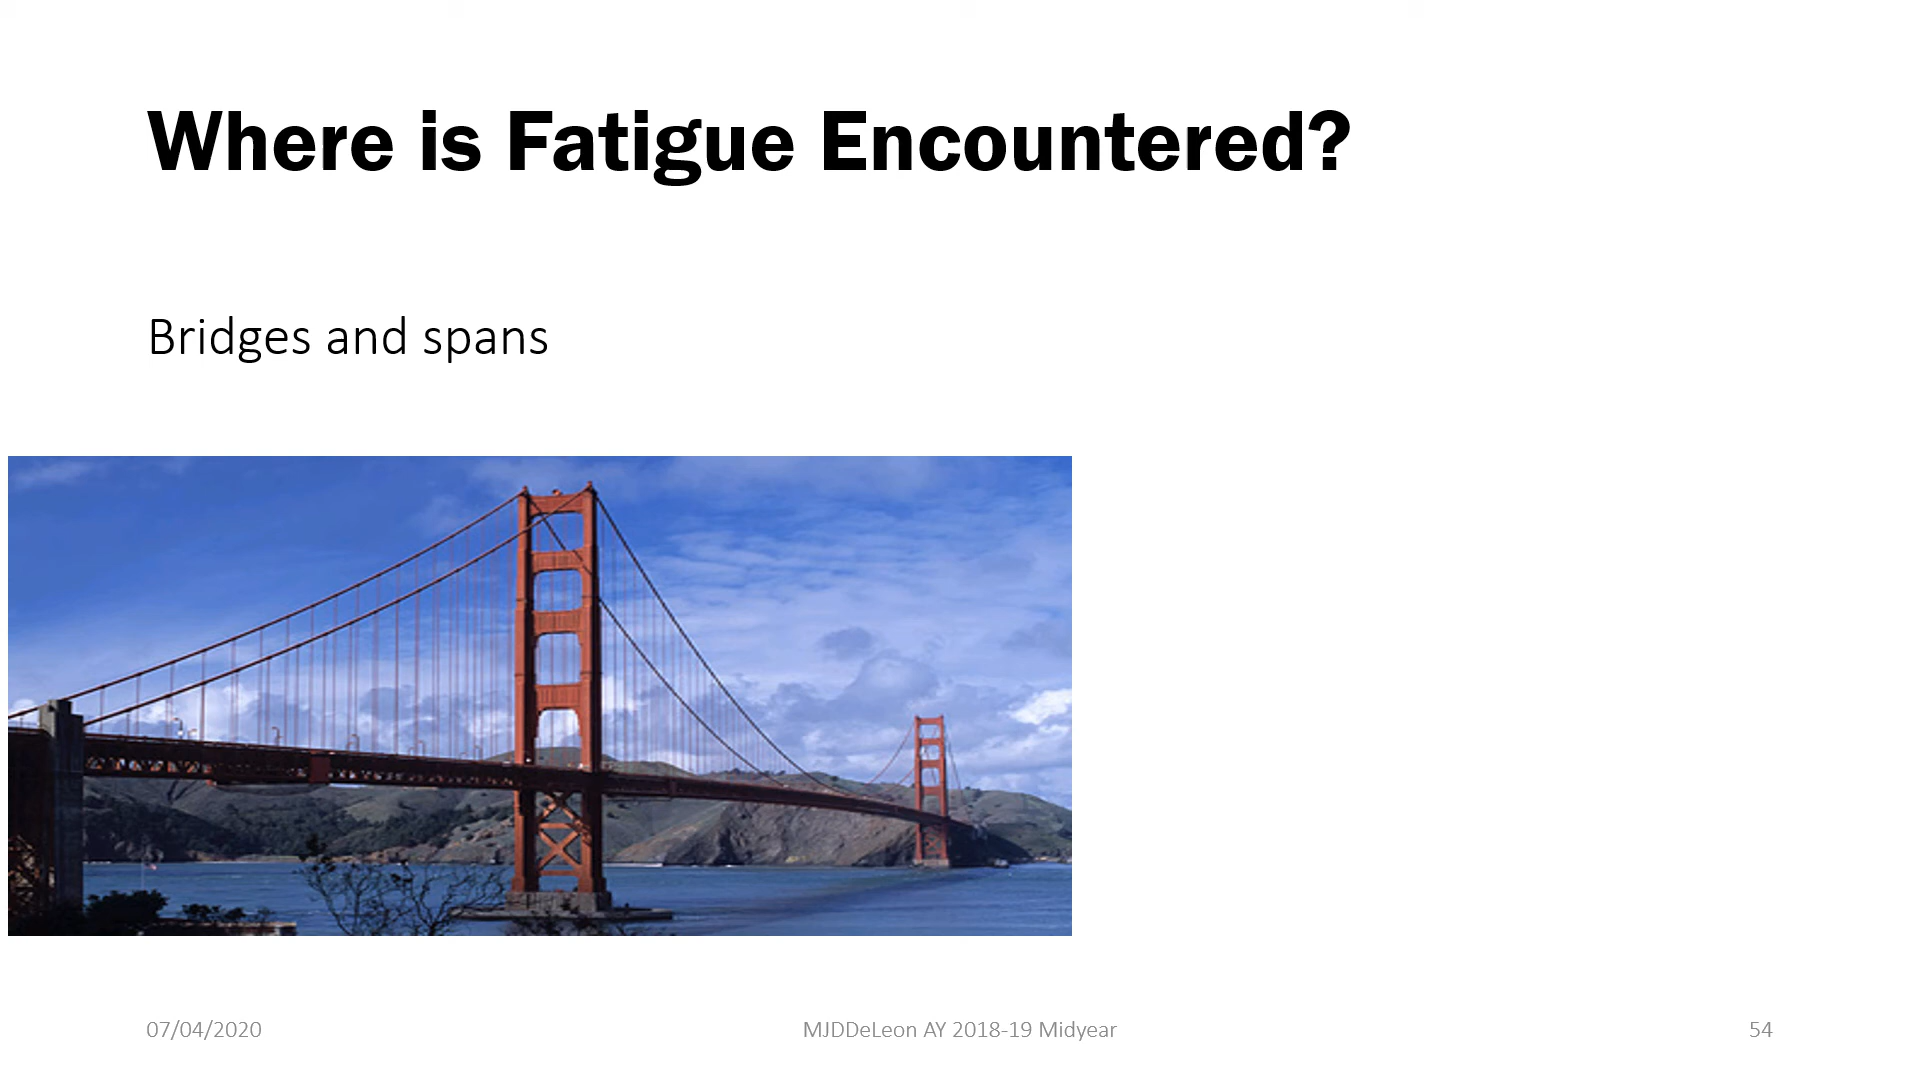 Where is Fatigue Encountered?
Bridges and spans
07/04/2020
MJDDeLeon AY 2018-19 Midyear
54